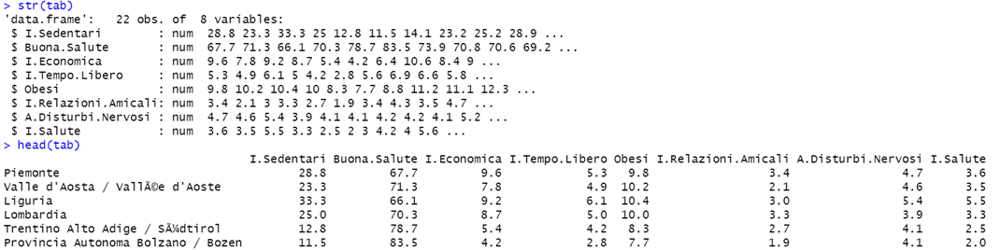 > str(tab)
'data.frame':   22 obs. of  8 variables:
 $ I.Sedentari        : num  28.8 23.3 33.3 25 12.8 11.5 14.1 23.2 25.2 28.9 ...
 $ Buona.Salute       : num  67.7 71.3 66.1 70.3 78.7 83.5 73.9 70.8 70.6 69.2 ...
 $ I.Economica        : num  9.6 7.8 9.2 8.7 5.4 4.2 6.4 10.6 8.4 9 ...
 $ I.Tempo.Libero     : num  5.3 4.9 6.1 5 4.2 2.8 5.6 6.9 6.6 5.8 ...
 $ Obesi              : num  9.8 10.2 10.4 10 8.3 7.7 8.8 11.2 11.1 12.3 ...
 $ I.Relazioni.Amicali: num  3.4 2.1 3 3.3 2.7 1.9 3.4 4.3 3.5 4.7 ...
 $ A.Disturbi.Nervosi : num  4.7 4.6 5.4 3.9 4.1 4.1 4.2 4.2 4.1 5.2 ...
 $ I.Salute           : num  3.6 3.5 5.5 3.3 2.5 2 3 4.2 4 5.6 ...
> head(tab)
                                I.Sedentari Buona.Salute I.Economica I.Tempo.Libero Obesi I.Relazioni.Amicali A.Disturbi.Nervosi I.Salute
Piemonte                               28.8         67.7         9.6            5.3   9.8                 3.4                4.7      3.6
Valle d'Aosta / VallÃ©e d'Aoste        23.3         71.3         7.8            4.9  10.2                 2.1                4.6      3.5
Liguria                                33.3         66.1         9.2            6.1  10.4                 3.0                5.4      5.5
Lombardia                              25.0         70.3         8.7            5.0  10.0                 3.3                3.9      3.3
Trentino Alto Adige / SÃ¼dtirol        12.8         78.7         5.4            4.2   8.3                 2.7                4.1      2.5
Provincia Autonoma Bolzano / Bozen     11.5         83.5         4.2            2.8   7.7                 1.9                4.1      2.0